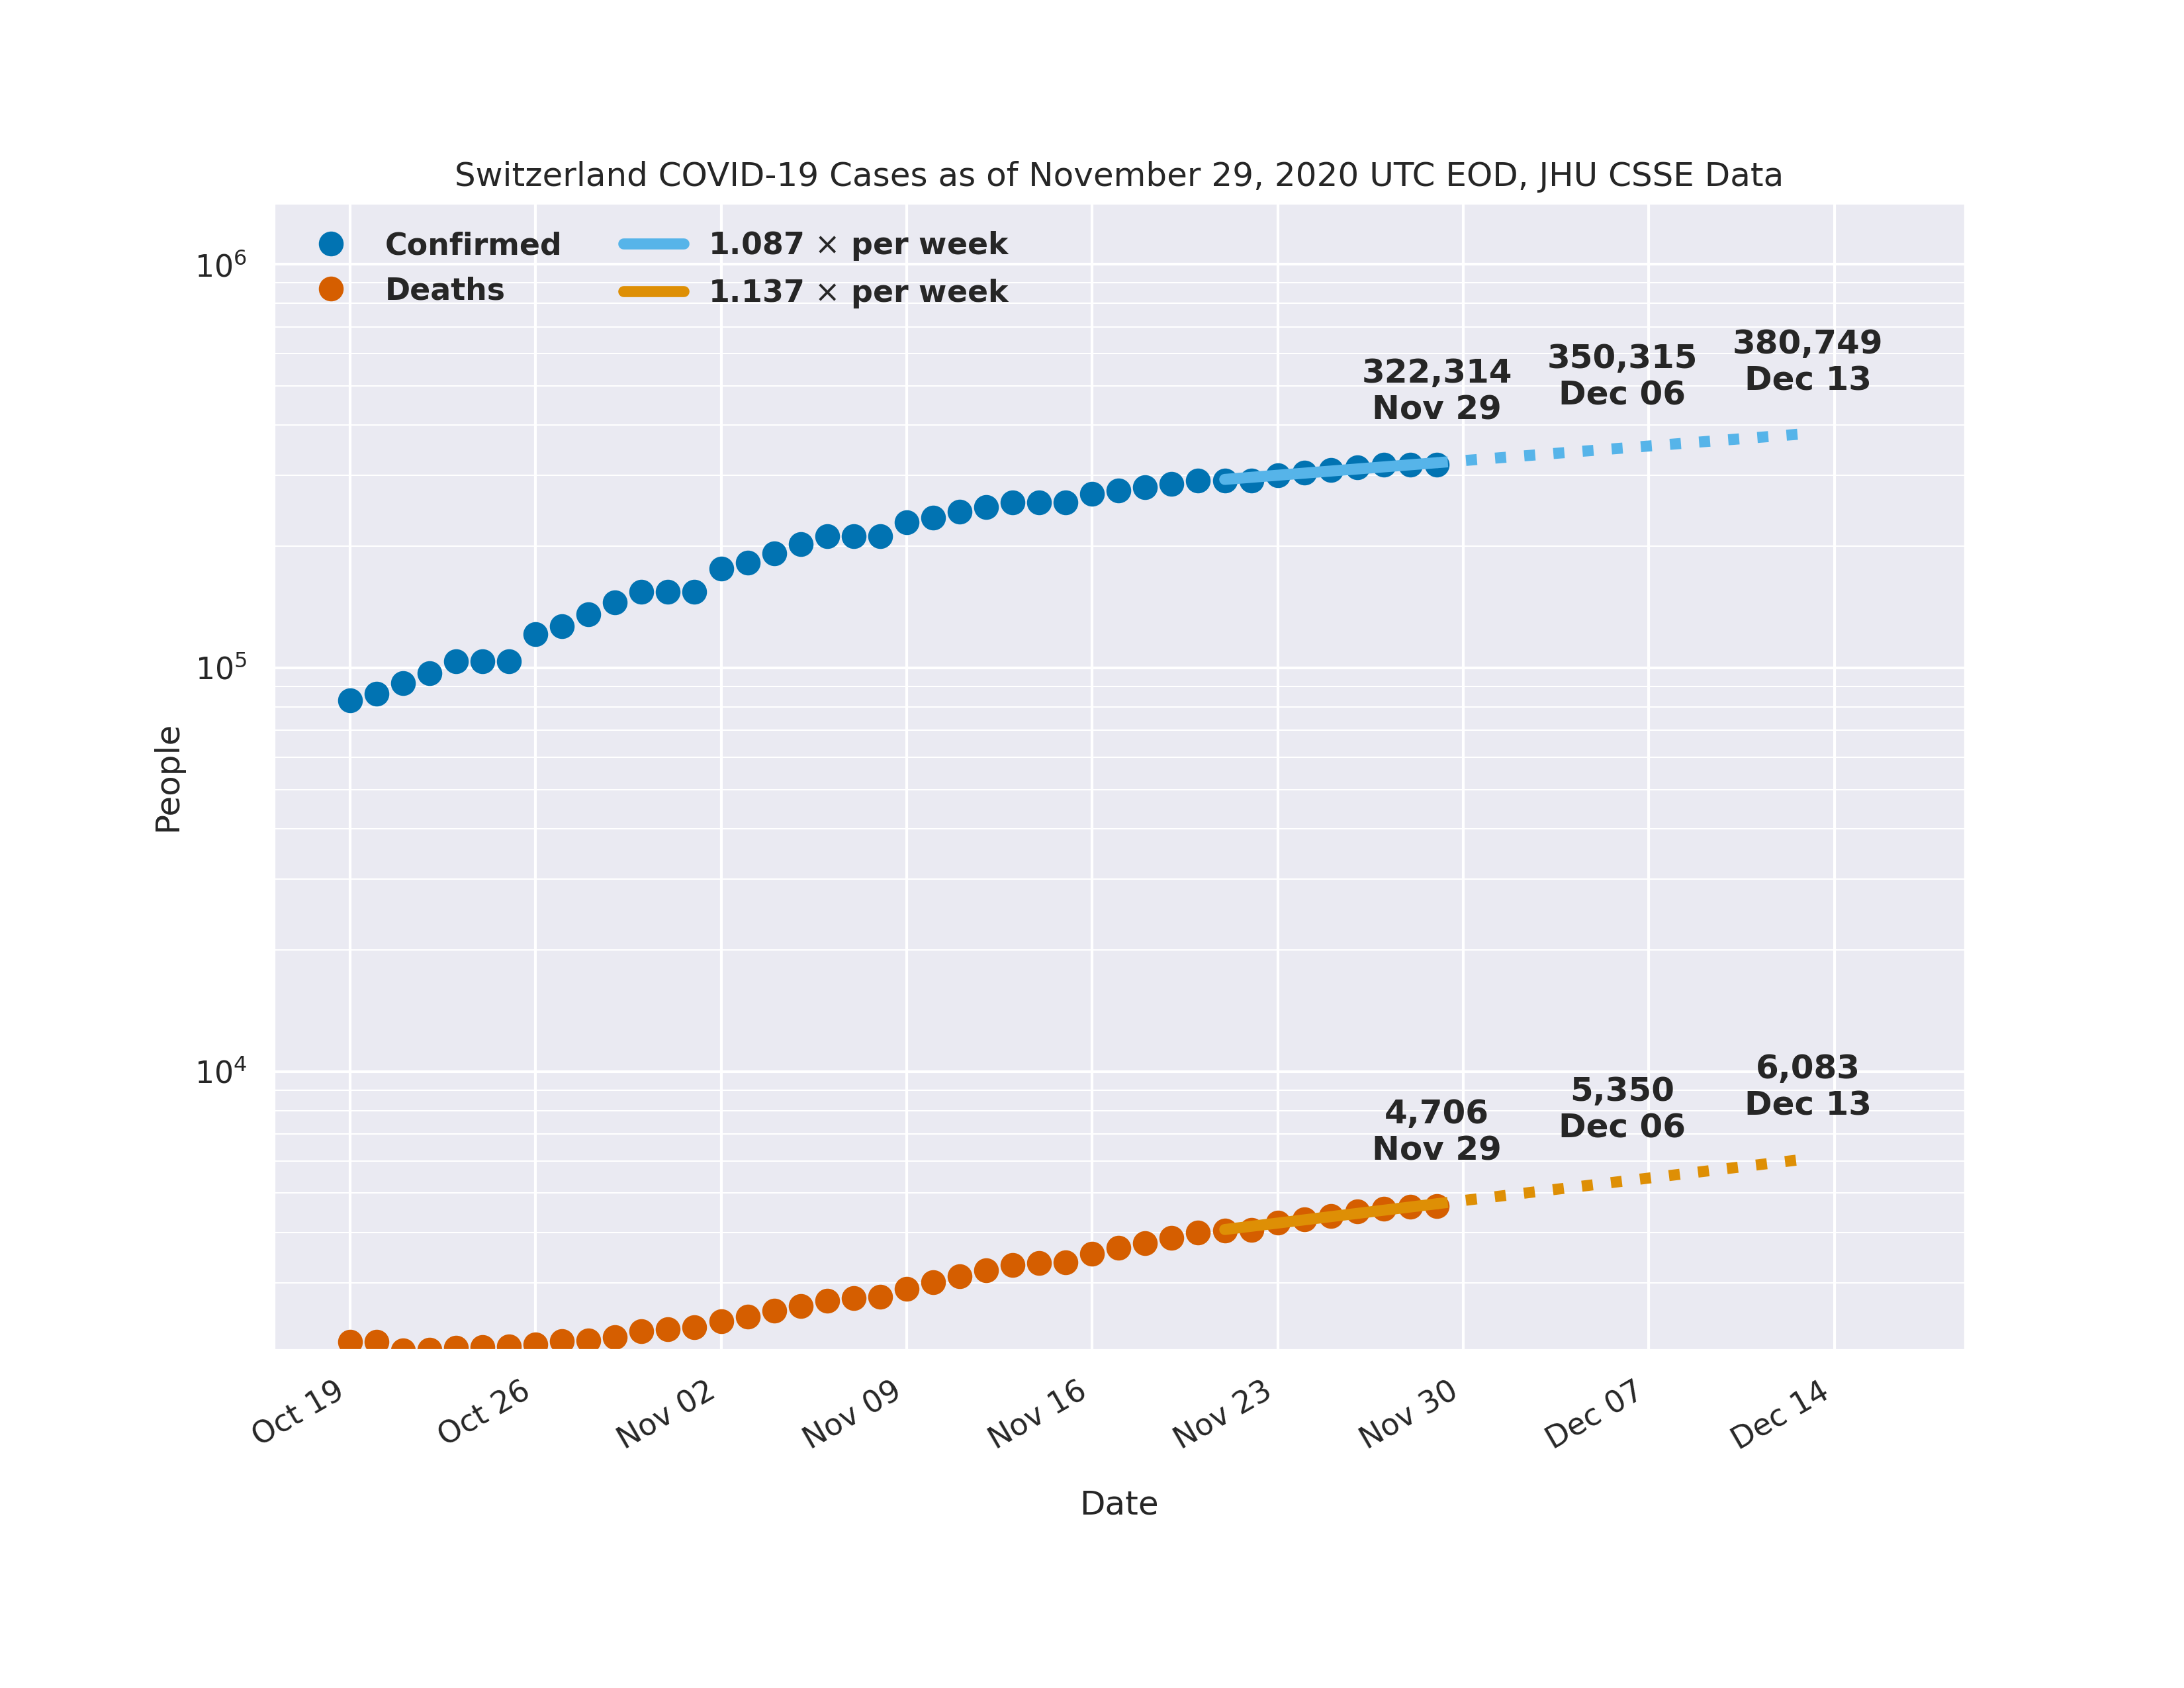 Switzerland COVID-19 Cases as of November 29, 2020 UTC EOD, JHU CSSE Data
Confirmed
Deaths
1.087 × per week
1.137 × per week
10⁶
10⁵
10⁴
People
322,314
Nov 29
350,315
Dec 06
380,749
Dec 13
4,706
Nov 29
5,350
Dec 06
6,083
Dec 13
Oct 19
Oct 26
Nov 02
Nov 09
Nov 16
Nov 23
Nov 30
Dec 07
Dec 14
Date